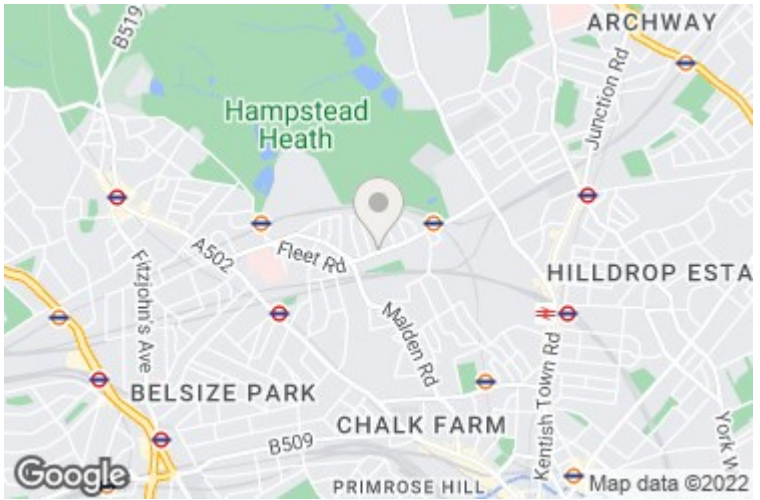 ARCHWAY
B519
Junction Rd
Hampstead
Heath
A502
Fleet Rd
Fitzjohn's Ave
HILLDROP ESTA
Malden Rd
Kentish Town Rd
BELSIZE PARK
CHALK FARM
York W
B509
PRIMROSE HILL
Google
Map data ©2022